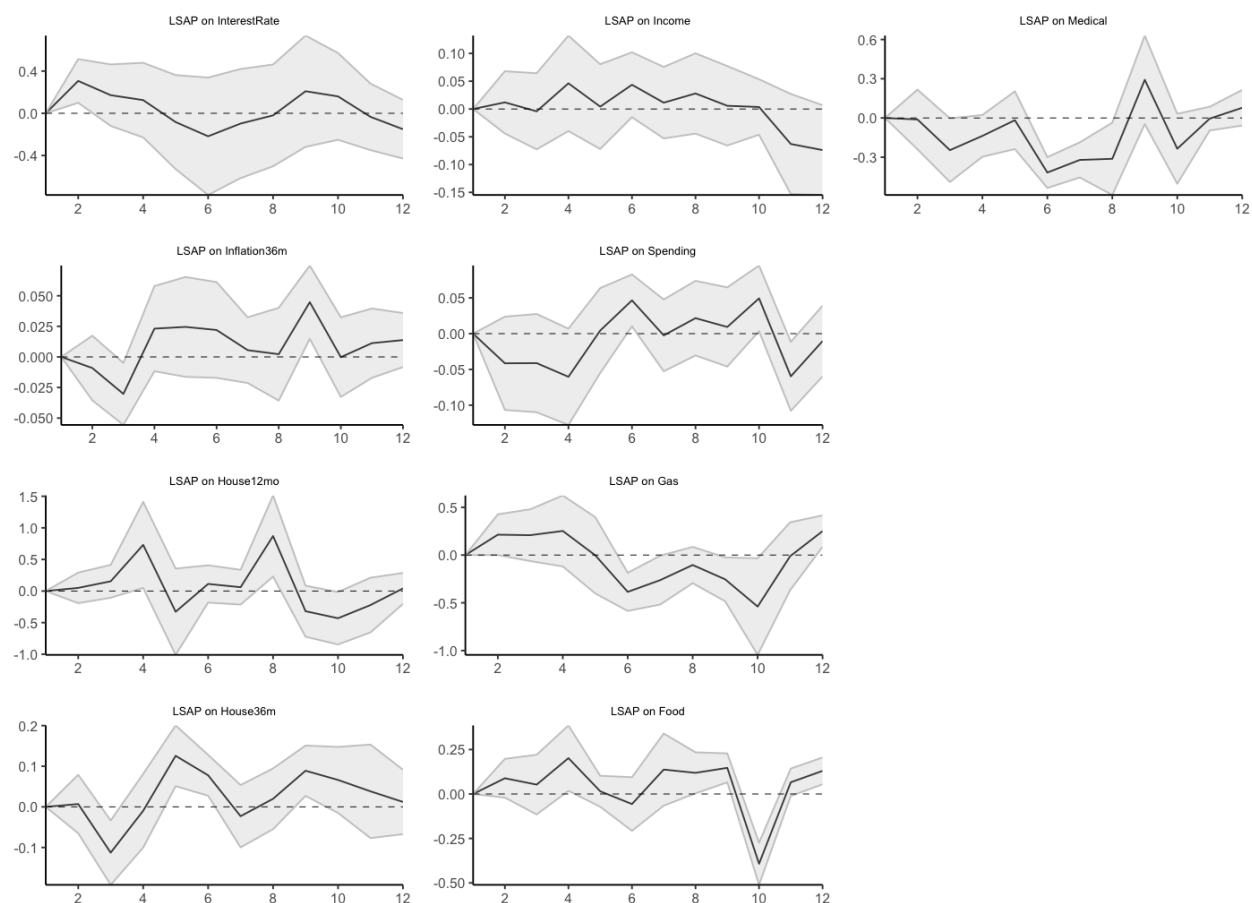 LSAP on InterestRate
0.4
0.0
-0.4
2 4 6 8 10 12
LSAP on Income
0.10
0.05
0.00
-0.05
-0.10
-0.15
2 4 6 8 10 12
LSAP on Medical
0.6
0.3
0.0
-0.3
2 4 6 8 10 12
LSAP on Inflation36m
0.050
0.025
0.000
-0.025
-0.050
2 4 6 8 10 12
LSAP on Spending
0.05
0.00
-0.05
-0.10
2 4 6 8 10 12
LSAP on House12mo
1.5
1.0
0.5
0.0
-0.5
-1.0
2 4 6 8 10 12
LSAP on Gas
0.5
0.0
-0.5
-1.0
2 4 6 8 10 12
LSAP on House36m
0.2
0.1
0.0
-0.1
2 4 6 8 10 12
LSAP on Food
0.25
0.00
-0.25
-0.50
2 4 6 8 10 12